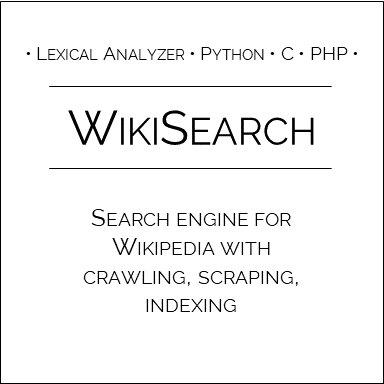 • Lexical Analyzer • Python • C • PHP •
WikiSearch
Search engine for
Wikipedia with
crawling, scraping,
indexing